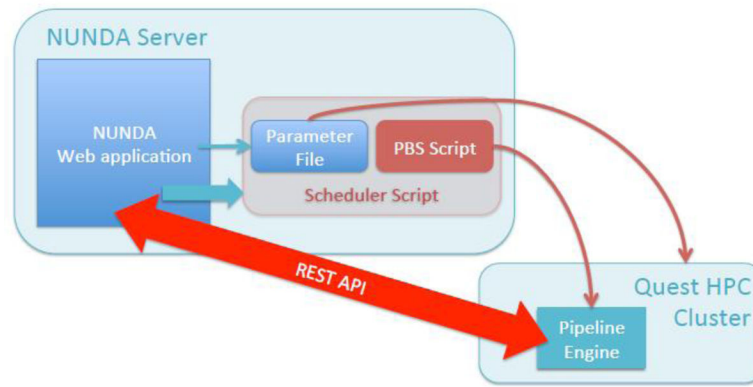 NUNDA Server
NUNDA
Web application
Parameter
File
PBS Script
Scheduler Script
REST API
Quest HPC
Cluster
Pipeline
Engine